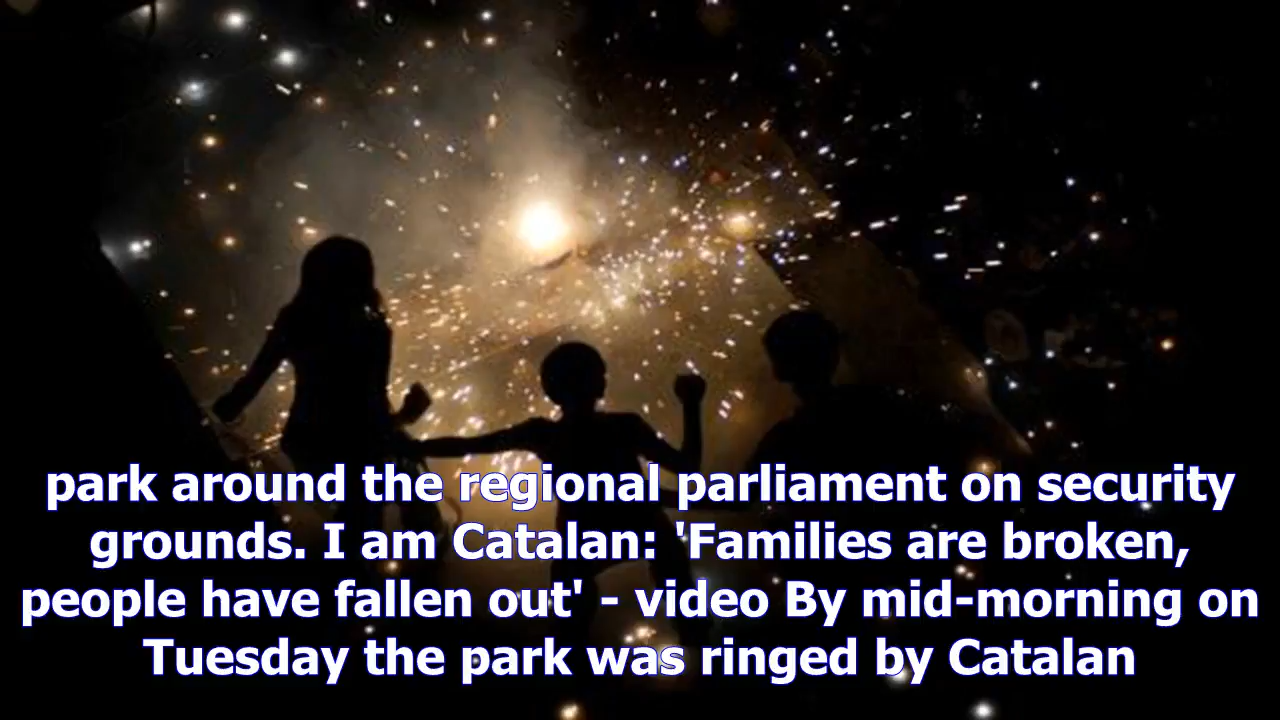 park around the regional parliament on security
grounds. I am Catalan: 'Families are broken,
people have fallen out' - video By mid-morning on
Tuesday the park was ringed by Catalan